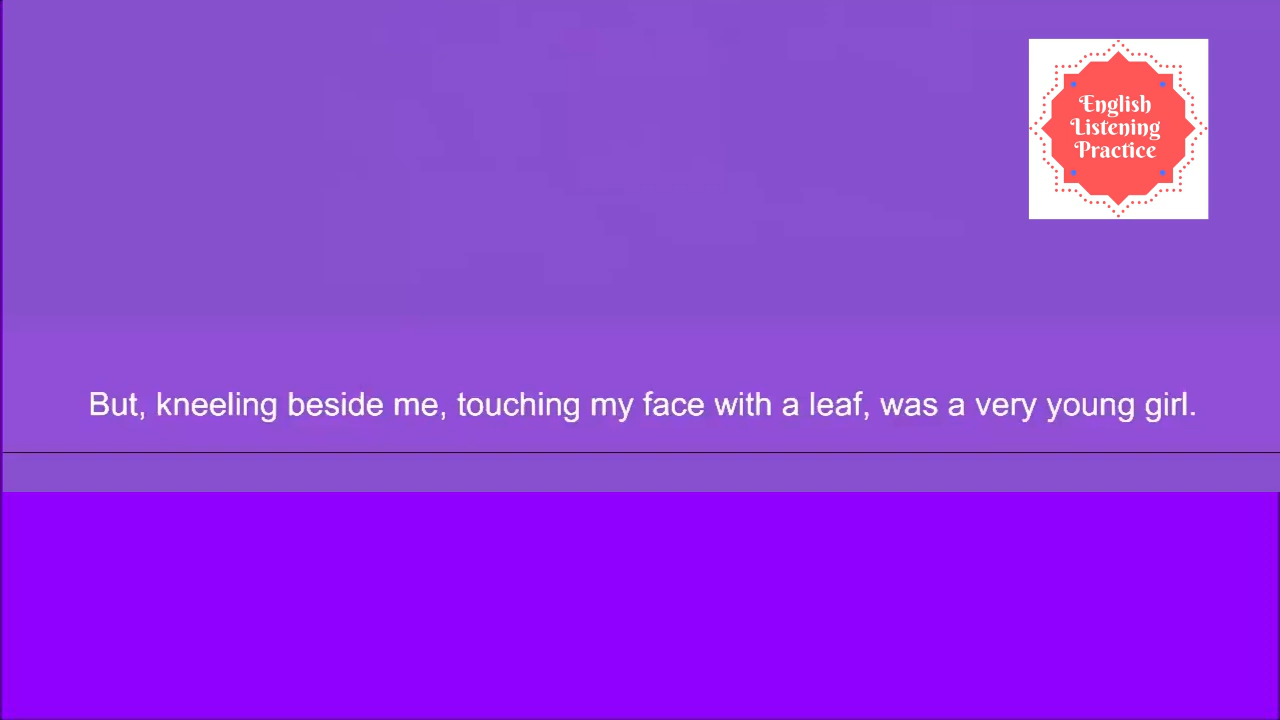 English
Listening
Practice
But, kneeling beside me, touching my face with a leaf, was a very young girl.